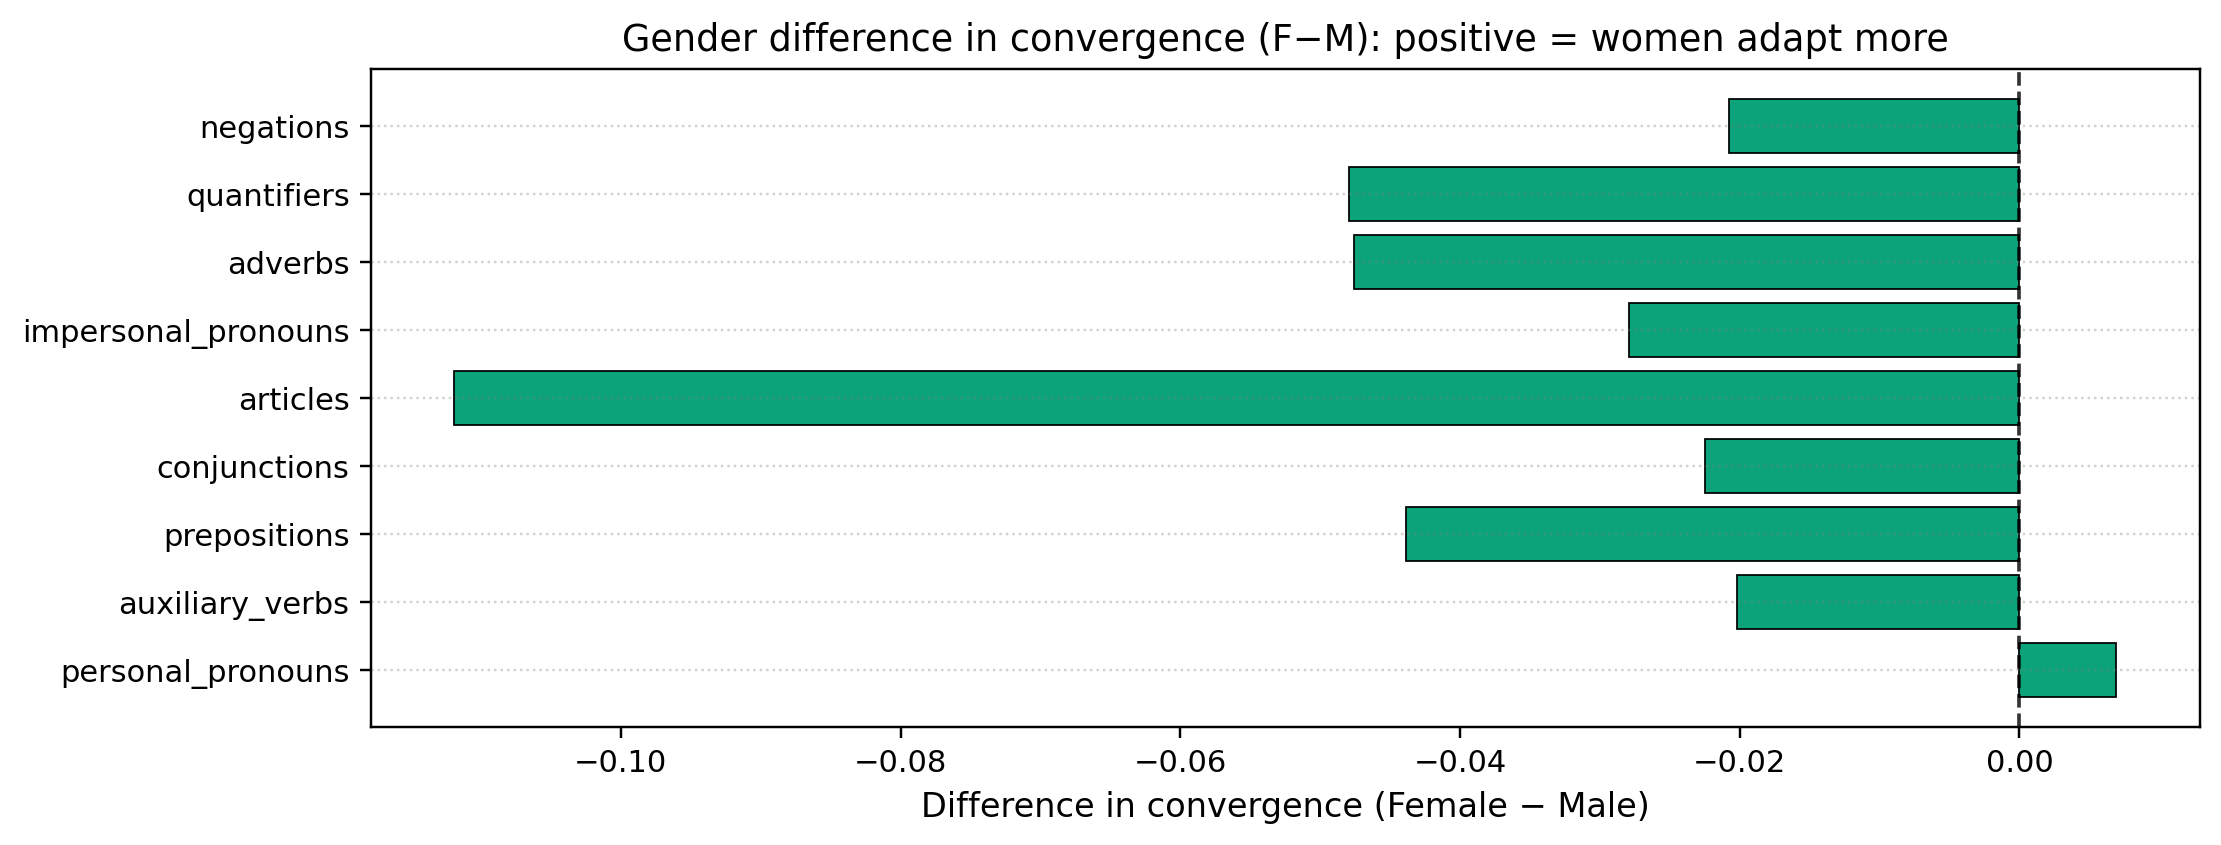 Gender difference in convergence (F−M): positive = women adapt more
negations
quantifiers
adverbs
impersonal_pronouns
articles
conjunctions
prepositions
auxiliary_verbs
personal_pronouns
−0.10 −0.08 −0.06 −0.04 −0.02 0.00
Difference in convergence (Female − Male)